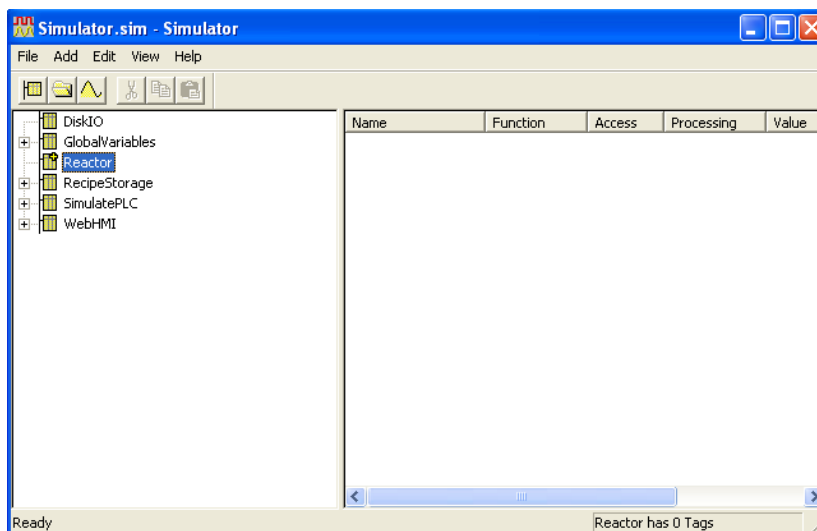 Simulator.sim - Simulator
File Add Edit View Help
DiskIO
GlobalVariables
Reactor
RecipeStorage
SimulatePLC
WebHMI
Name Function Access Processing Value
Ready Reactor has 0 Tags